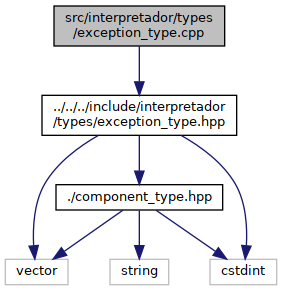 src/interpretador/types
/exception_type.cpp
../../../include/interpretador
/types/exception_type.hpp
./component_type.hpp
vector
string
cstdint